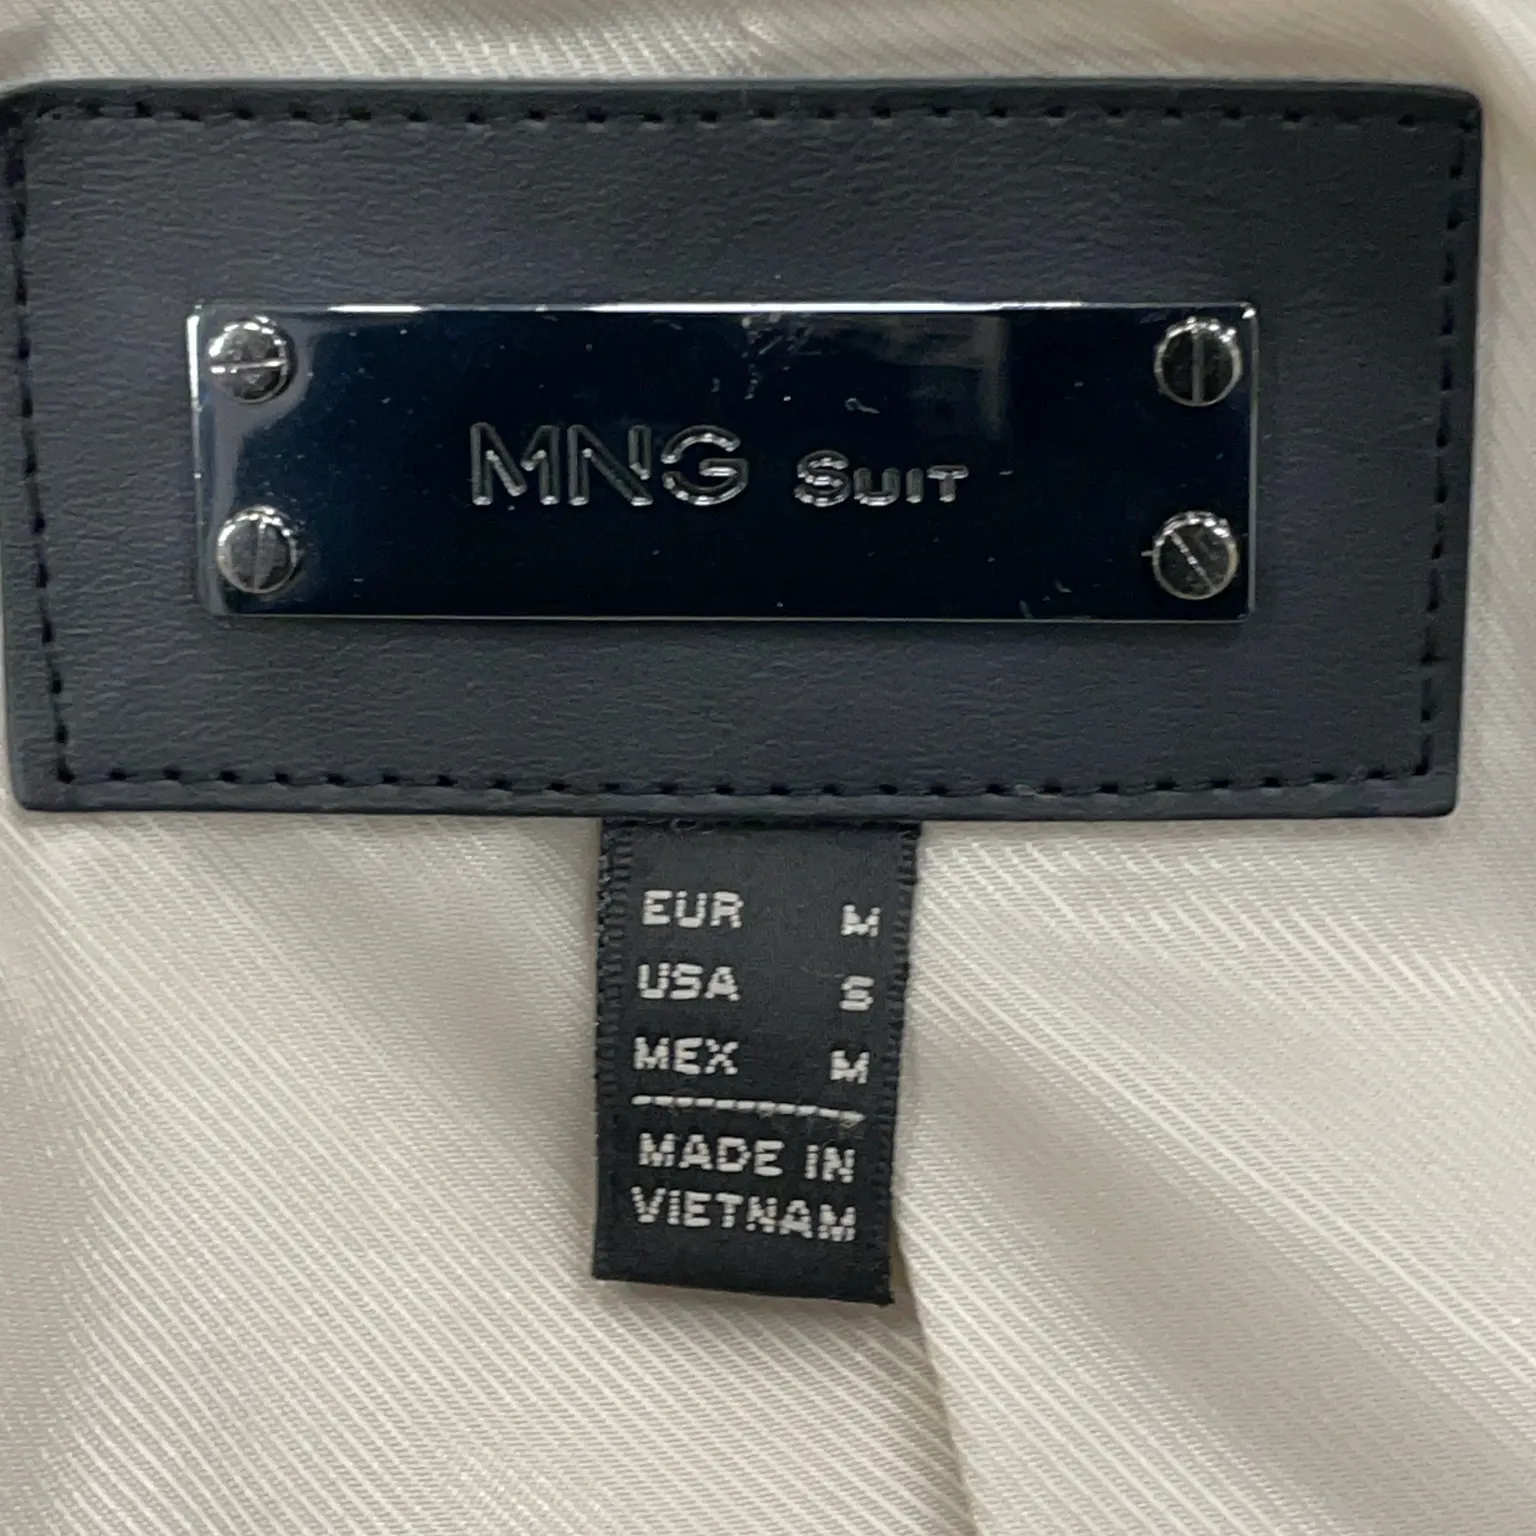 MNG SUIT
EUR M
USA S
MEX M
MADE IN
VIETNAM